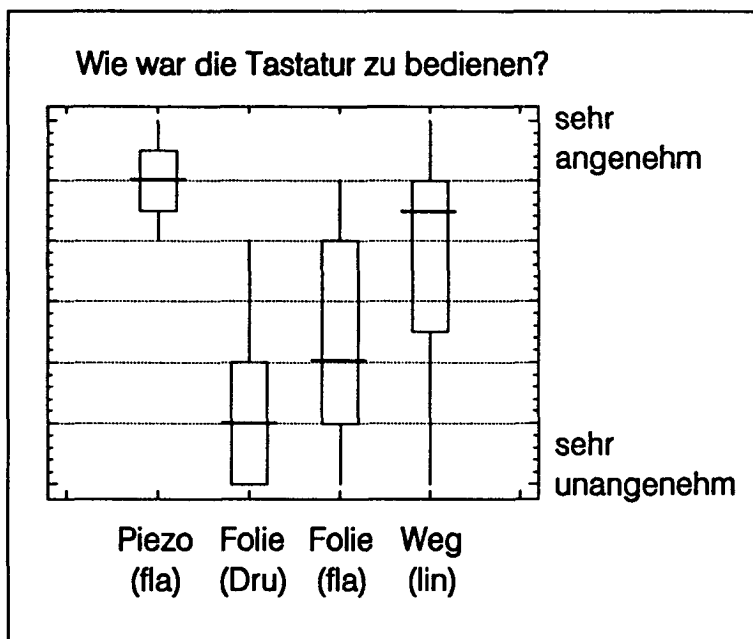 Wie war die Tastatur zu bedienen?
sehr
angenehm
sehr
unangenehm
Piezo Folie Folie Weg
(fla) (Dru) (fla) (lin)